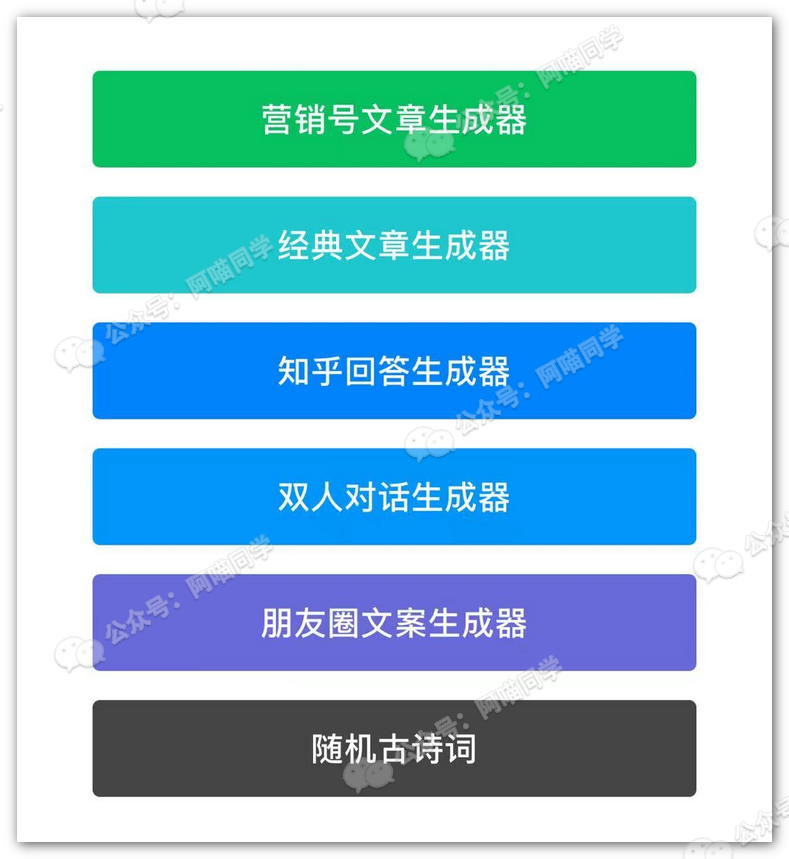 营销号文章生成器
经典文章生成器
知乎回答生成器
双人对话生成器
朋友圈文案生成器
随机古诗词
公众号：阿喵同学
公众号：阿喵同学
公众号：阿喵同学
公众号：阿喵同学
公众号：阿喵同学
公众
公众号